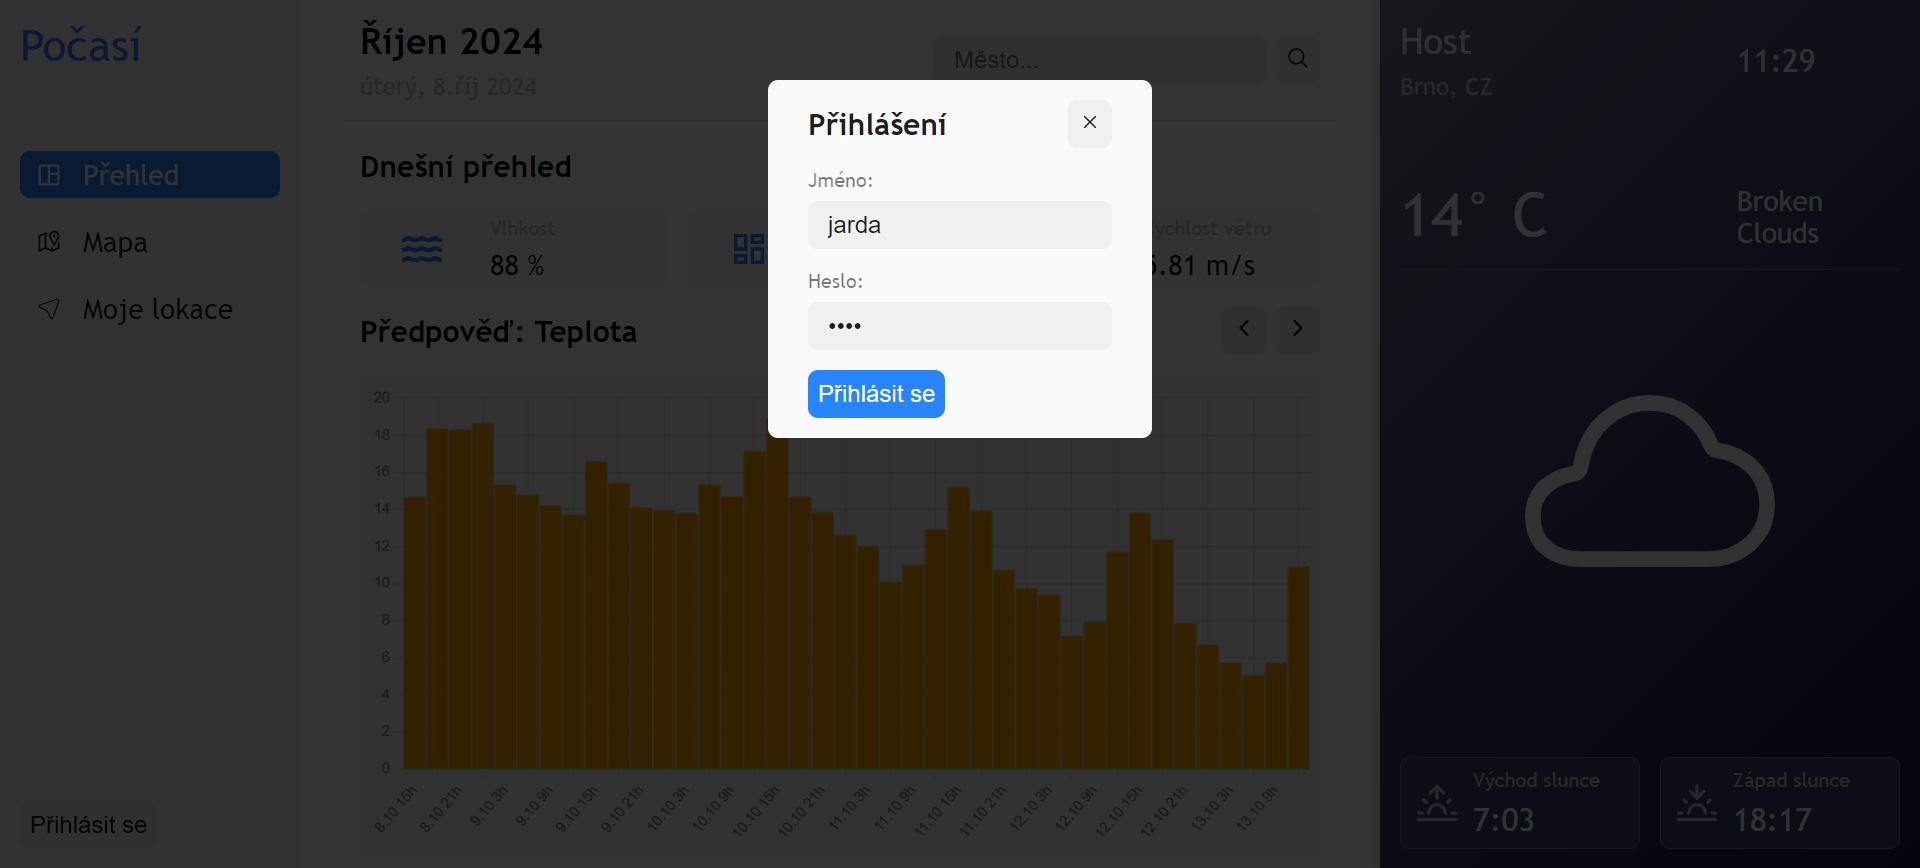 Počasí
Přehled
Mapa
Moje lokace
Přihlásit se
Říjen 2024
úterý, 8.říj 2024
Město...
Dnešní přehled
Vlhkost
88 %
ychlost větru
6.81 m/s
Předpověď: Teplota
20
18
16
14
12
10
8
6
4
2
0
8.10 15h
8.10 21h
9.10 3h
9.10 9h
9.10 15h
9.10 21h
10.10 3h
10.10 9h
10.10 15h
10.10 21h
11.10 3h
11.10 9h
11.10 15h
11.10 21h
12.10 3h
12.10 9h
12.10 15h
12.10 21h
13.10 3h
13.10 9h
Přihlášení
Jméno:
jarda
Heslo:
••••
Přihlásit se
Host
Brno, CZ
11:29
14° C
Broken
Clouds
Východ slunce
7:03
Západ slunce
18:17